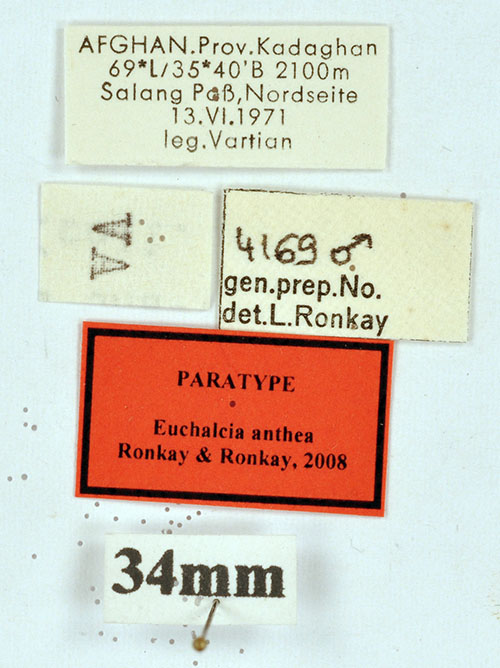 AFGHAN.Prov.Kadaghan
69*L/35*40'B 2100m
Salang Paß,Nordseite
13.VI.1971
leg.Vartian
VA
4169 ♂
gen.prep.No.
det.L.Ronkay
PARATYPE
Euchalcia anthea
Ronkay & Ronkay, 2008
34mm